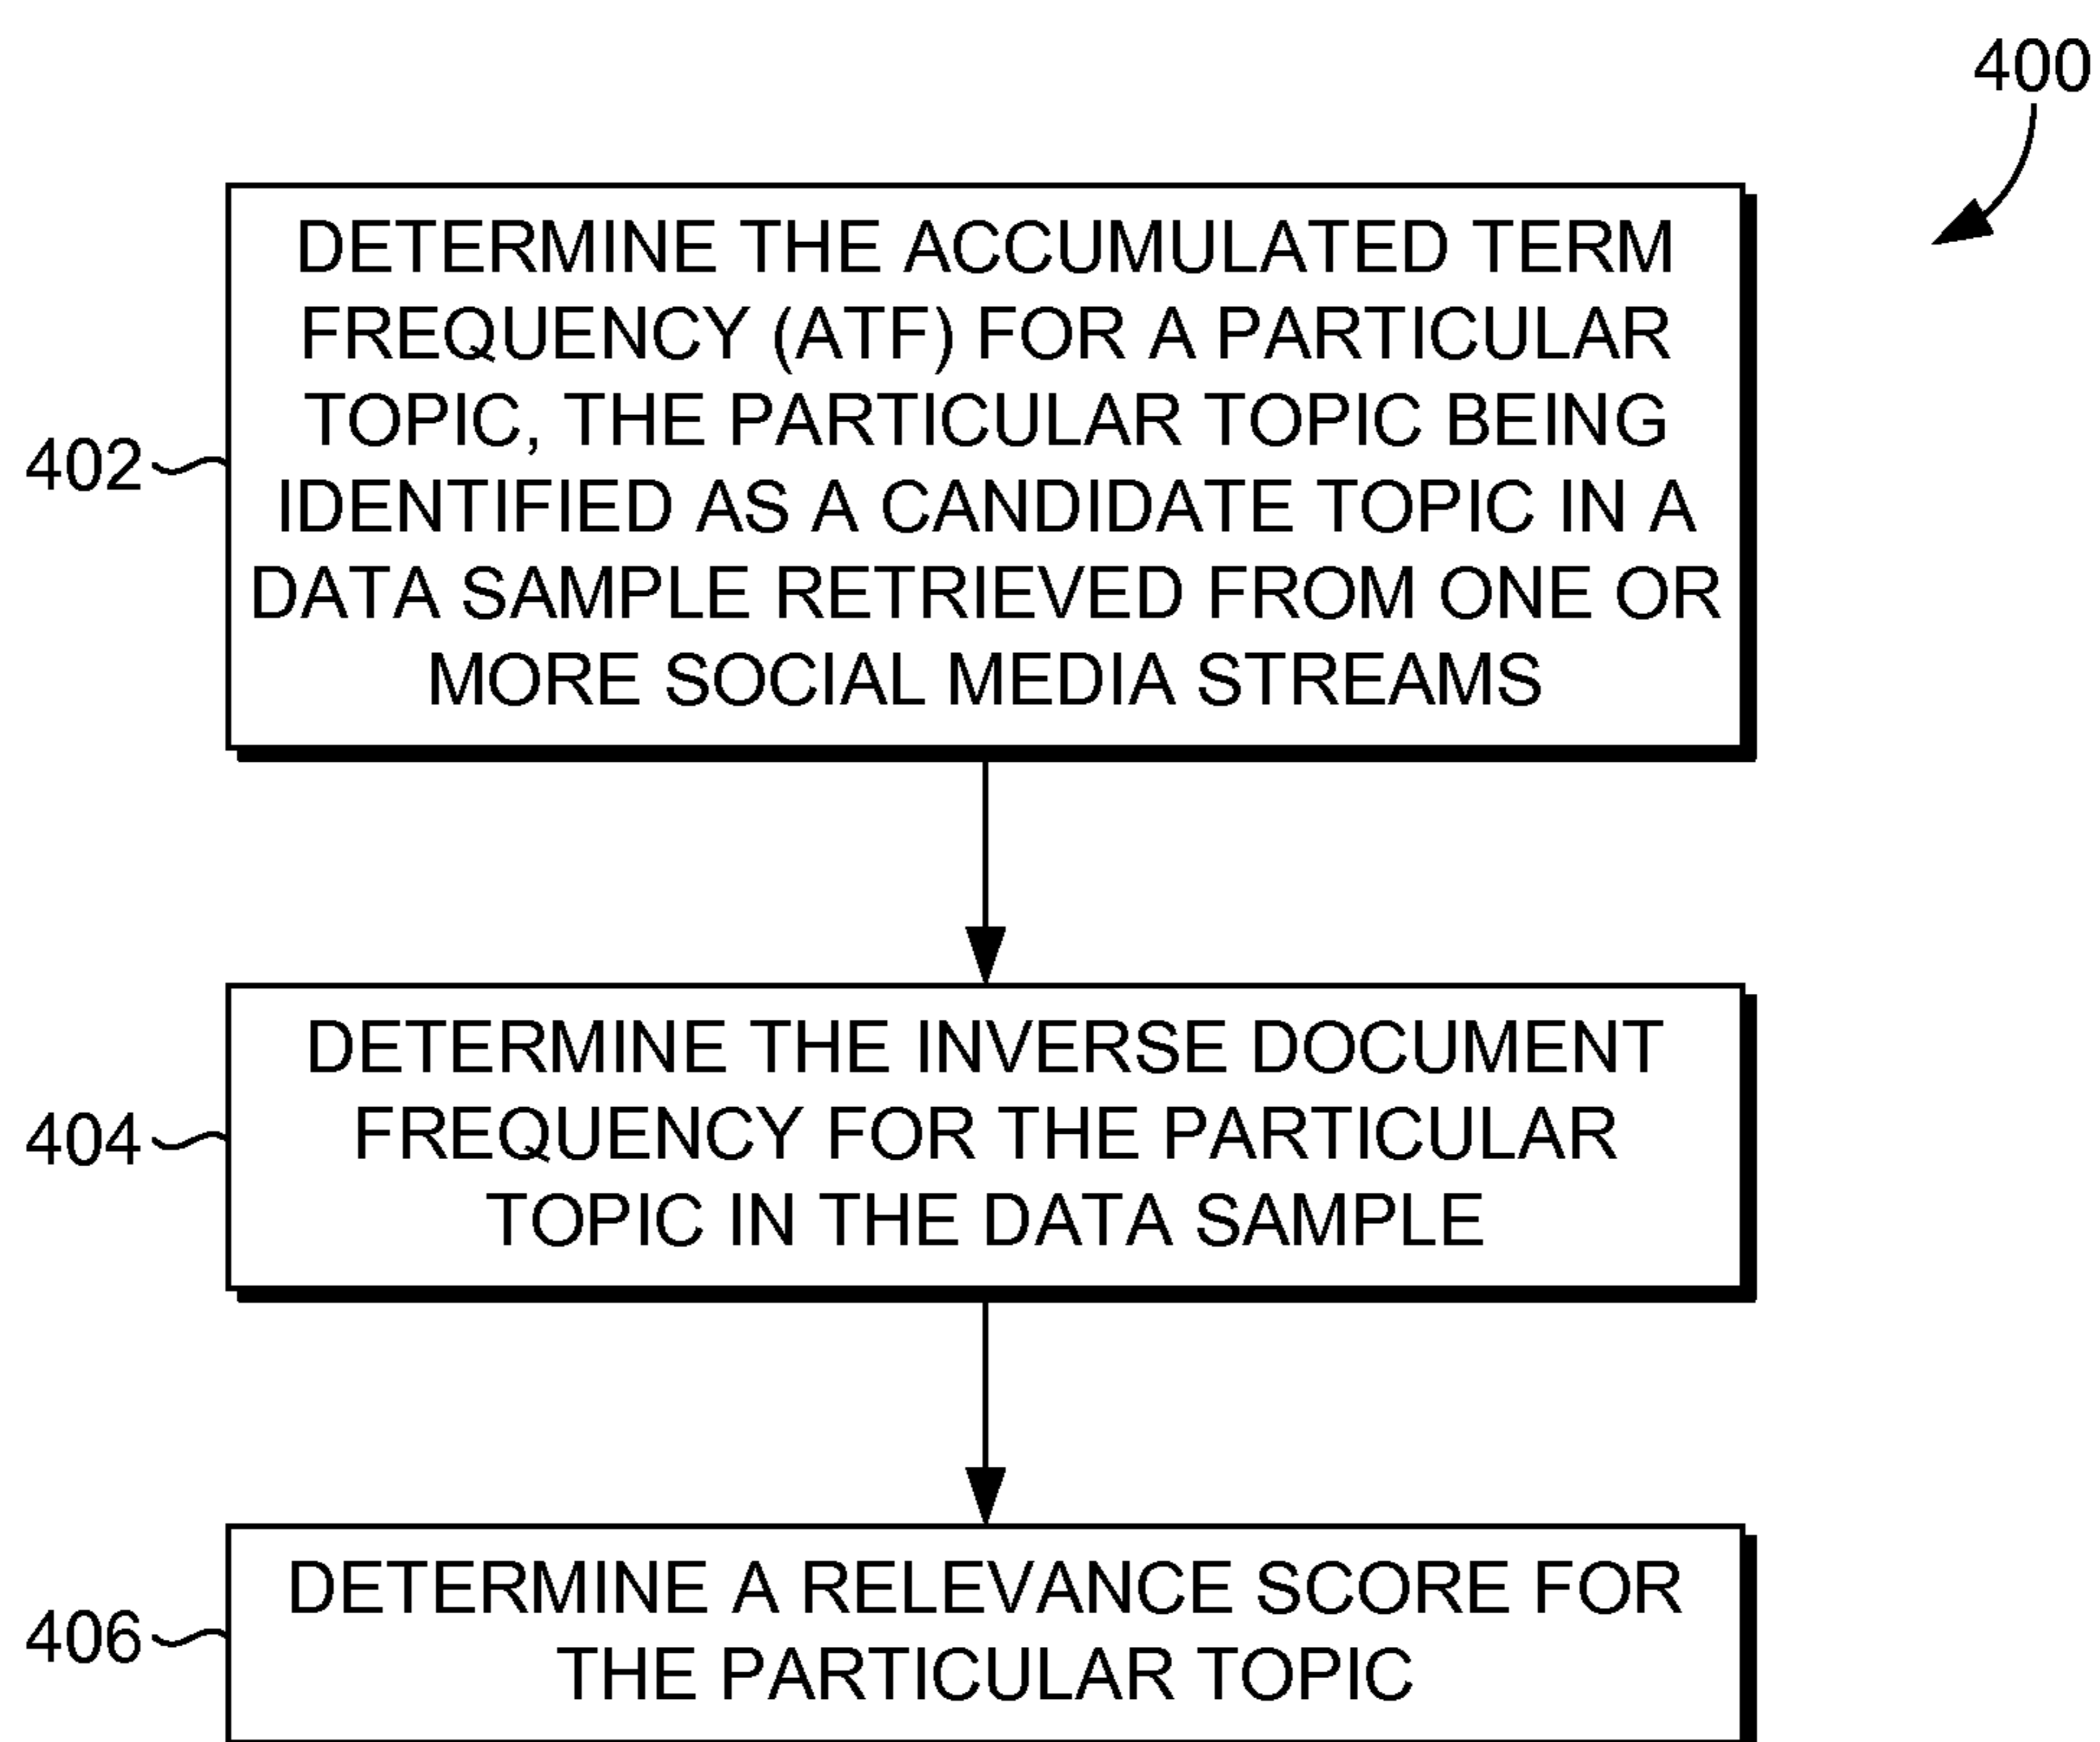 400
DETERMINE THE ACCUMULATED TERM
FREQUENCY (ATF) FOR A PARTICULAR
TOPIC, THE PARTICULAR TOPIC BEING
IDENTIFIED AS A CANDIDATE TOPIC IN A
DATA SAMPLE RETRIEVED FROM ONE OR
MORE SOCIAL MEDIA STREAMS
402
DETERMINE THE INVERSE DOCUMENT
FREQUENCY FOR THE PARTICULAR
TOPIC IN THE DATA SAMPLE
404
DETERMINE A RELEVANCE SCORE FOR
THE PARTICULAR TOPIC
406